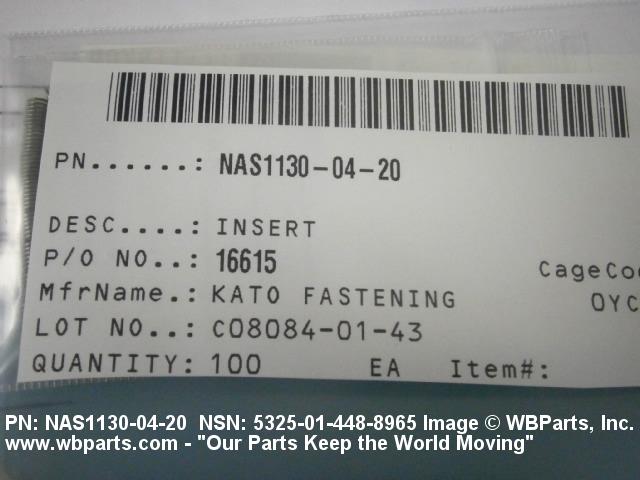 PN......: NAS1130-04-20
DESC....: INSERT
P/O NO..: 16615
MfrName.: KATO FASTENING
CageCod
OYC
LOT NO..: C08084-01-43
QUANTITY: 100 EA Item#:
PN: NAS1130-04-20 NSN: 5325-01-448-8965 Image © WBParts, Inc.
www.wbparts.com - "Our Parts Keep the World Moving"